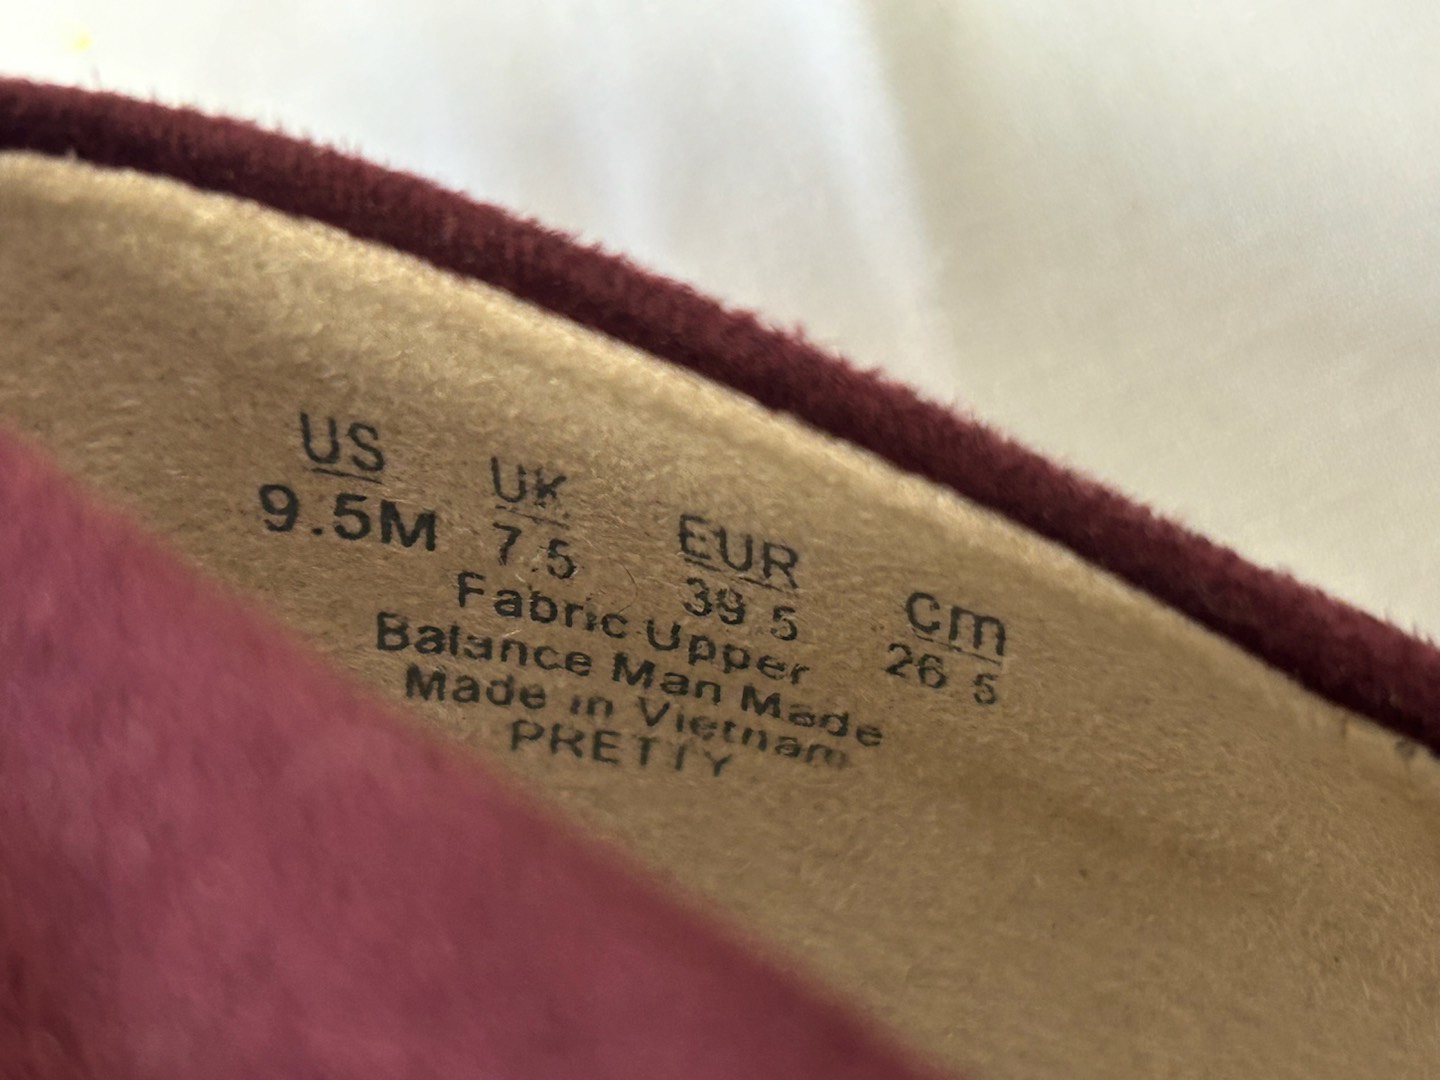 US UK EUR cm
9.5M 7.5 39.5 26.5
Fabric Upper
Balance Man Made
Made in Vietnam
PRETTY